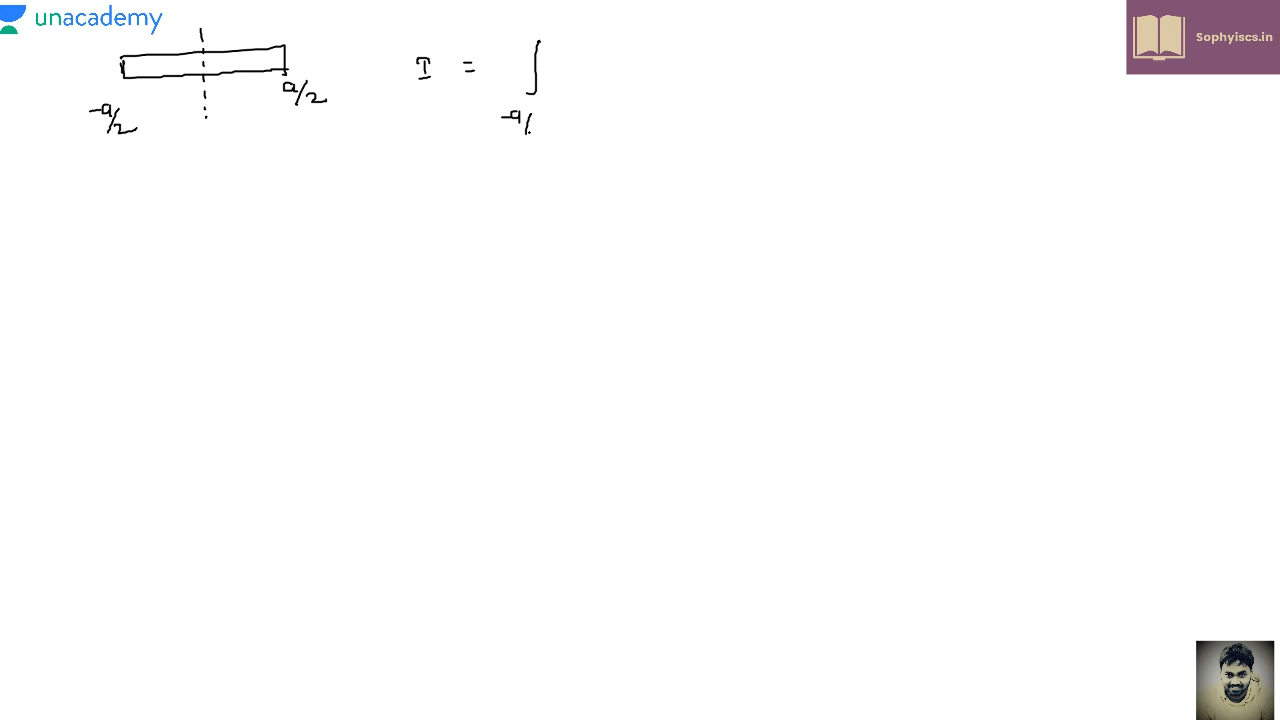 unacademy
Sophyiscs.in
I = ∫
a/2
-a/2
-a/